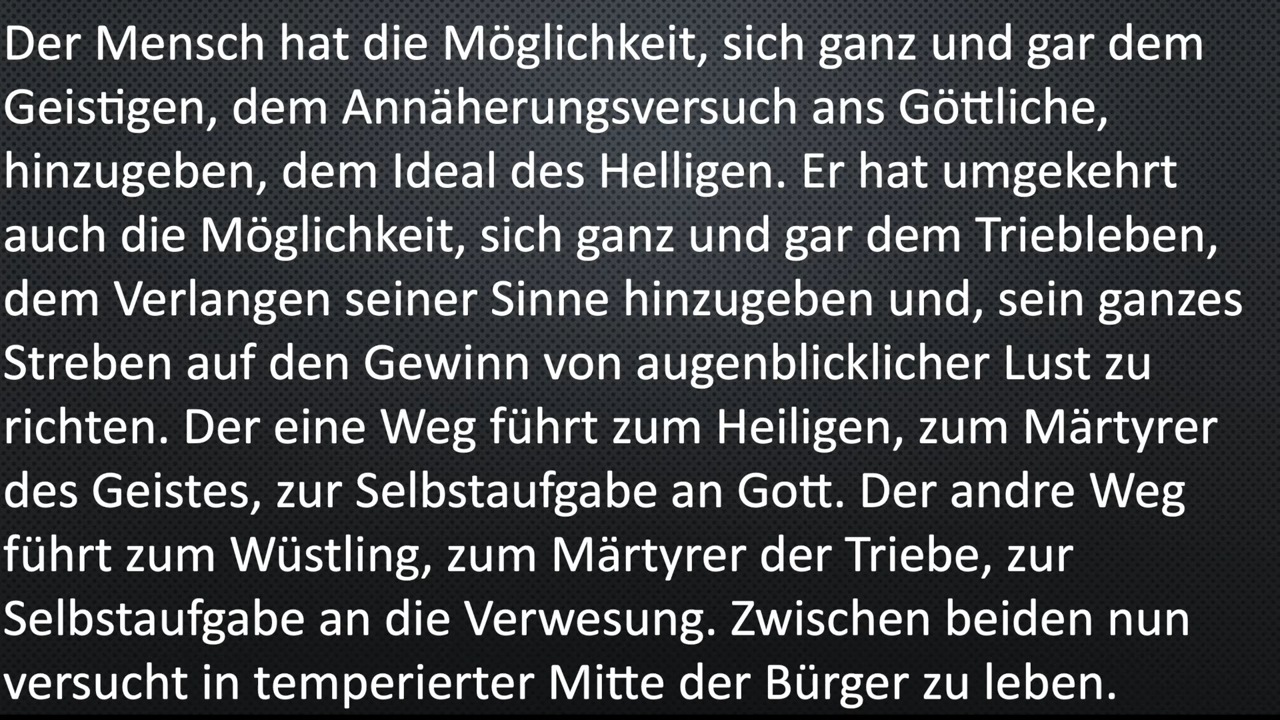 Der Mensch hat die Möglichkeit, sich ganz und gar dem
Geistigen, dem Annäherungsversuch ans Göttliche,
hinzugeben, dem Ideal des Helligen. Er hat umgekehrt
auch die Möglichkeit, sich ganz und gar dem Triebleben,
dem Verlangen seiner Sinne hinzugeben und, sein ganzes
Streben auf den Gewinn von augenblicklicher Lust zu
richten. Der eine Weg führt zum Heiligen, zum Märtyrer
des Geistes, zur Selbstaufgabe an Gott. Der andre Weg
führt zum Wüstling, zum Märtyrer der Triebe, zur
Selbstaufgabe an die Verwesung. Zwischen beiden nun
versucht in temperierter Mitte der Bürger zu leben.